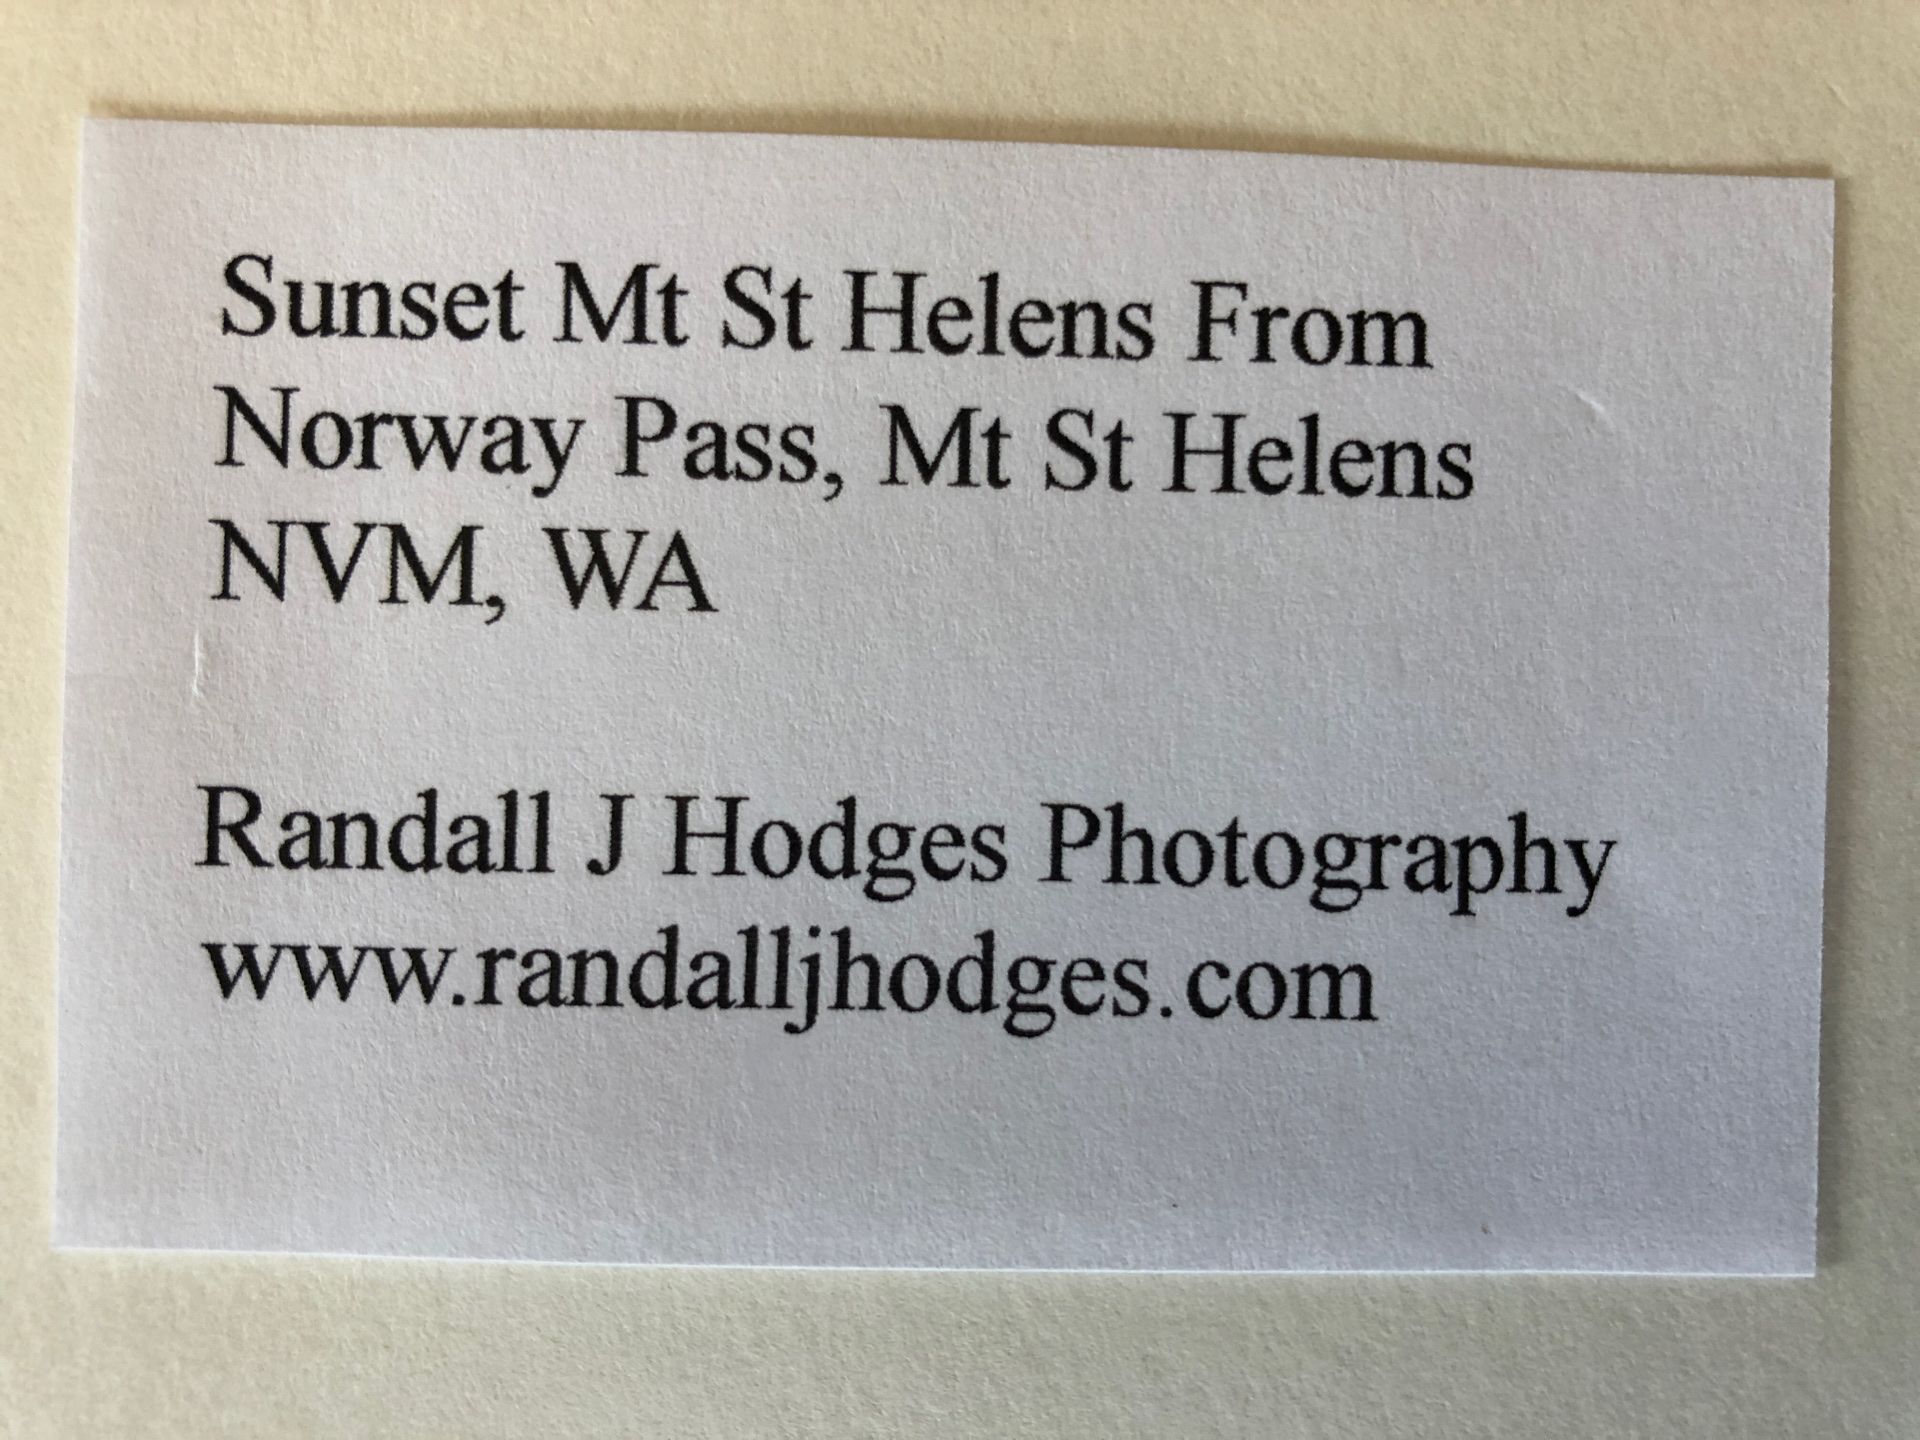 Sunset Mt St Helens From
Norway Pass, Mt St Helens
NVM, WA
Randall J Hodges Photography
www.randalljhodges.com